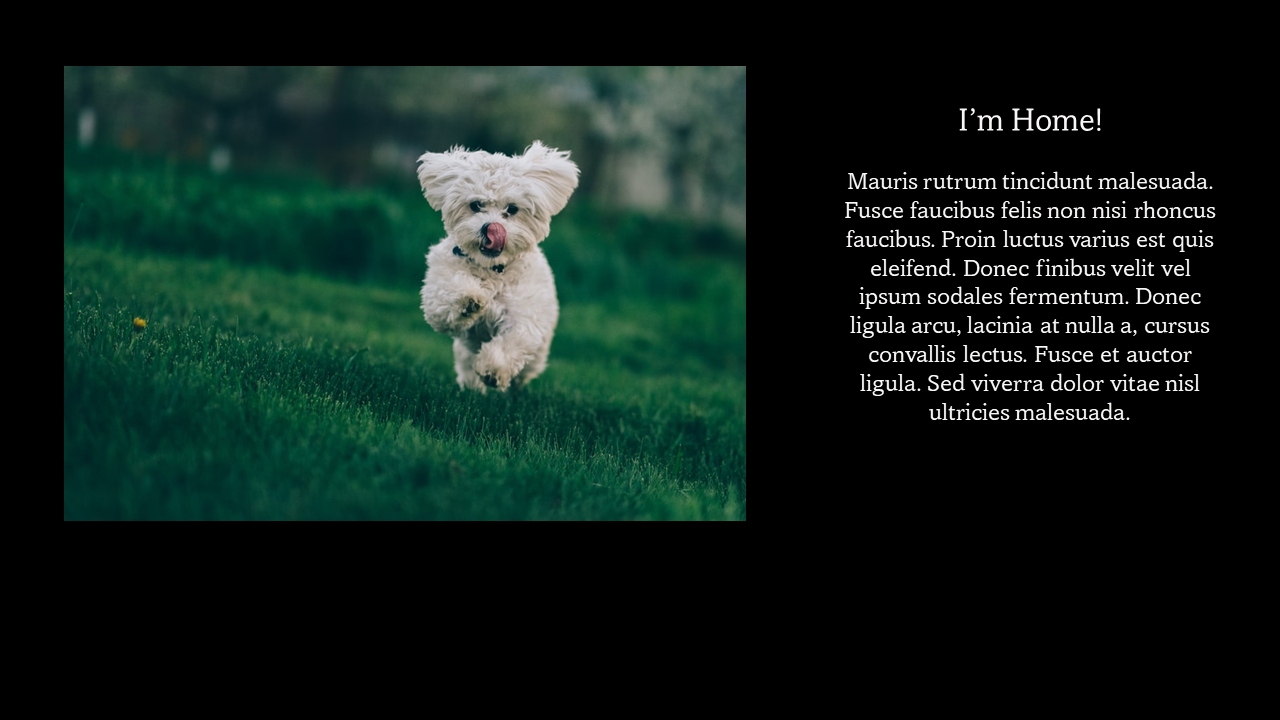 I’m Home!
Mauris rutrum tincidunt malesuada.
Fusce faucibus felis non nisi rhoncus
faucibus. Proin luctus varius est quis
eleifend. Donec finibus velit vel
ipsum sodales fermentum. Donec
ligula arcu, lacinia at nulla a, cursus
convallis lectus. Fusce et auctor
ligula. Sed viverra dolor vitae nisl
ultricies malesuada.